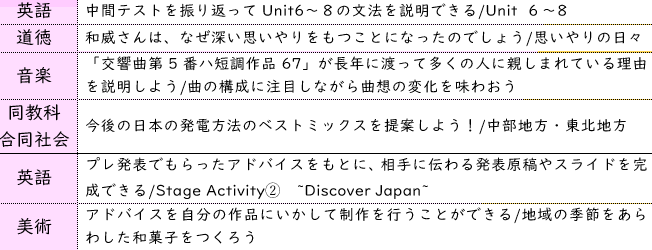 英語 中間テストを振り返って Unit6~8の文法を説明できる/Unit 6~8
道徳 和威さんは、なぜ深い思いやりをもつことになったのでしょう/思いやりの日々
音楽 「交響曲第5番ハ短調作品67」が長年に渡って多くの人に親しまれている理由
を説明しよう/曲の構成に注目しながら曲想の変化を味わおう
同教科
合同社会 今後の日本の発電方法のベストミックスを提案しよう!/中部地方・東北地方
英語 プレ発表でもらったアドバイスをもとに、相手に伝わる発表原稿やスライドを完
成できる/Stage Activity② ~Discover Japan~
美術 アドバイスを自分の作品にいかして制作を行うことができる/地域の季節をあら
わした和菓子をつくろう